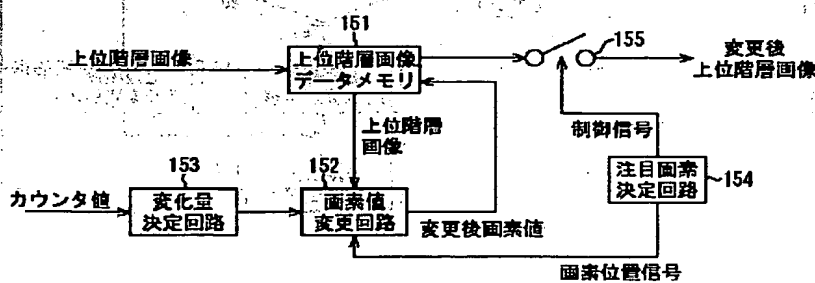 151
155
上位階層画像
上位階層画像
データメモリ
変更後
上位階層画像
上位階層
画像
制御信号
153
152
注目画素
決定回路
154
カウンタ値
変化量
決定回路
画素値
変更回路
変更後画素値
画素位置信号